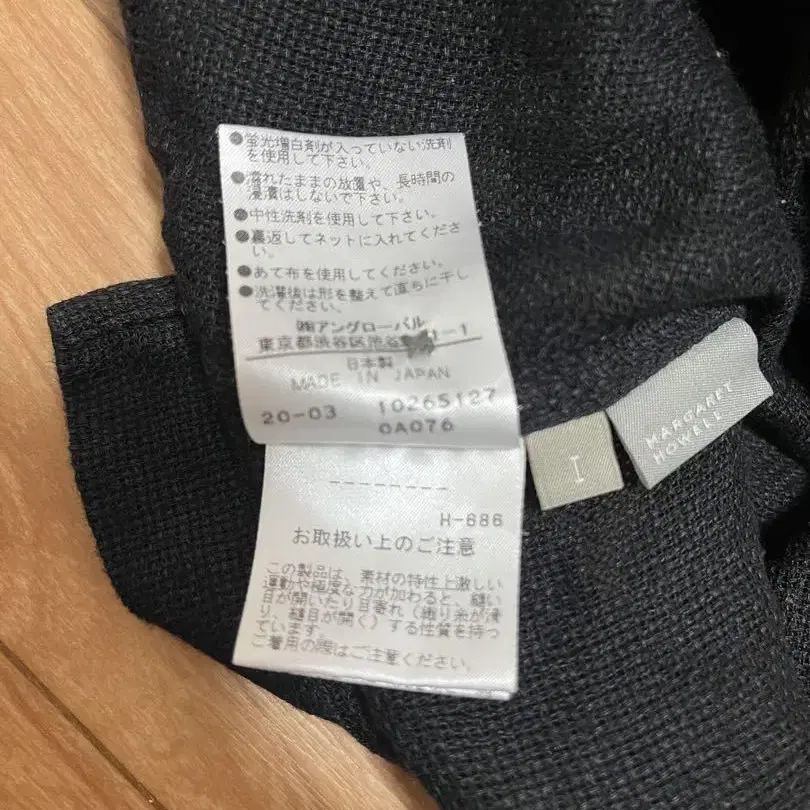 ●蛍光増白剤が入っていない洗剤
を使用して下さい。
●濡れたままの放置や、長時間の
浸漬はしないで下さい。
●中性洗剤を使用して下さい。
●裏返してネットに入れてくださ
い。
●あて布を使用してください。
●洗濯後は形を整えて直ちに干し
てください。
㈱アングローバル
東京都渋谷区池谷 -1
日本製
MADE IN JAPAN
20-03 10265127
0A076
I
MARGARET
HOWELL
--------
H-686
お取扱い上のご注意
この製品は、素材の特性上激しい
運動や極度な力が加わると、縫い
目が開いたり目寄れ（織り糸が滑
り、縫目が開く）する性質を持っ
ています。
ご着用の際はご注意ください。